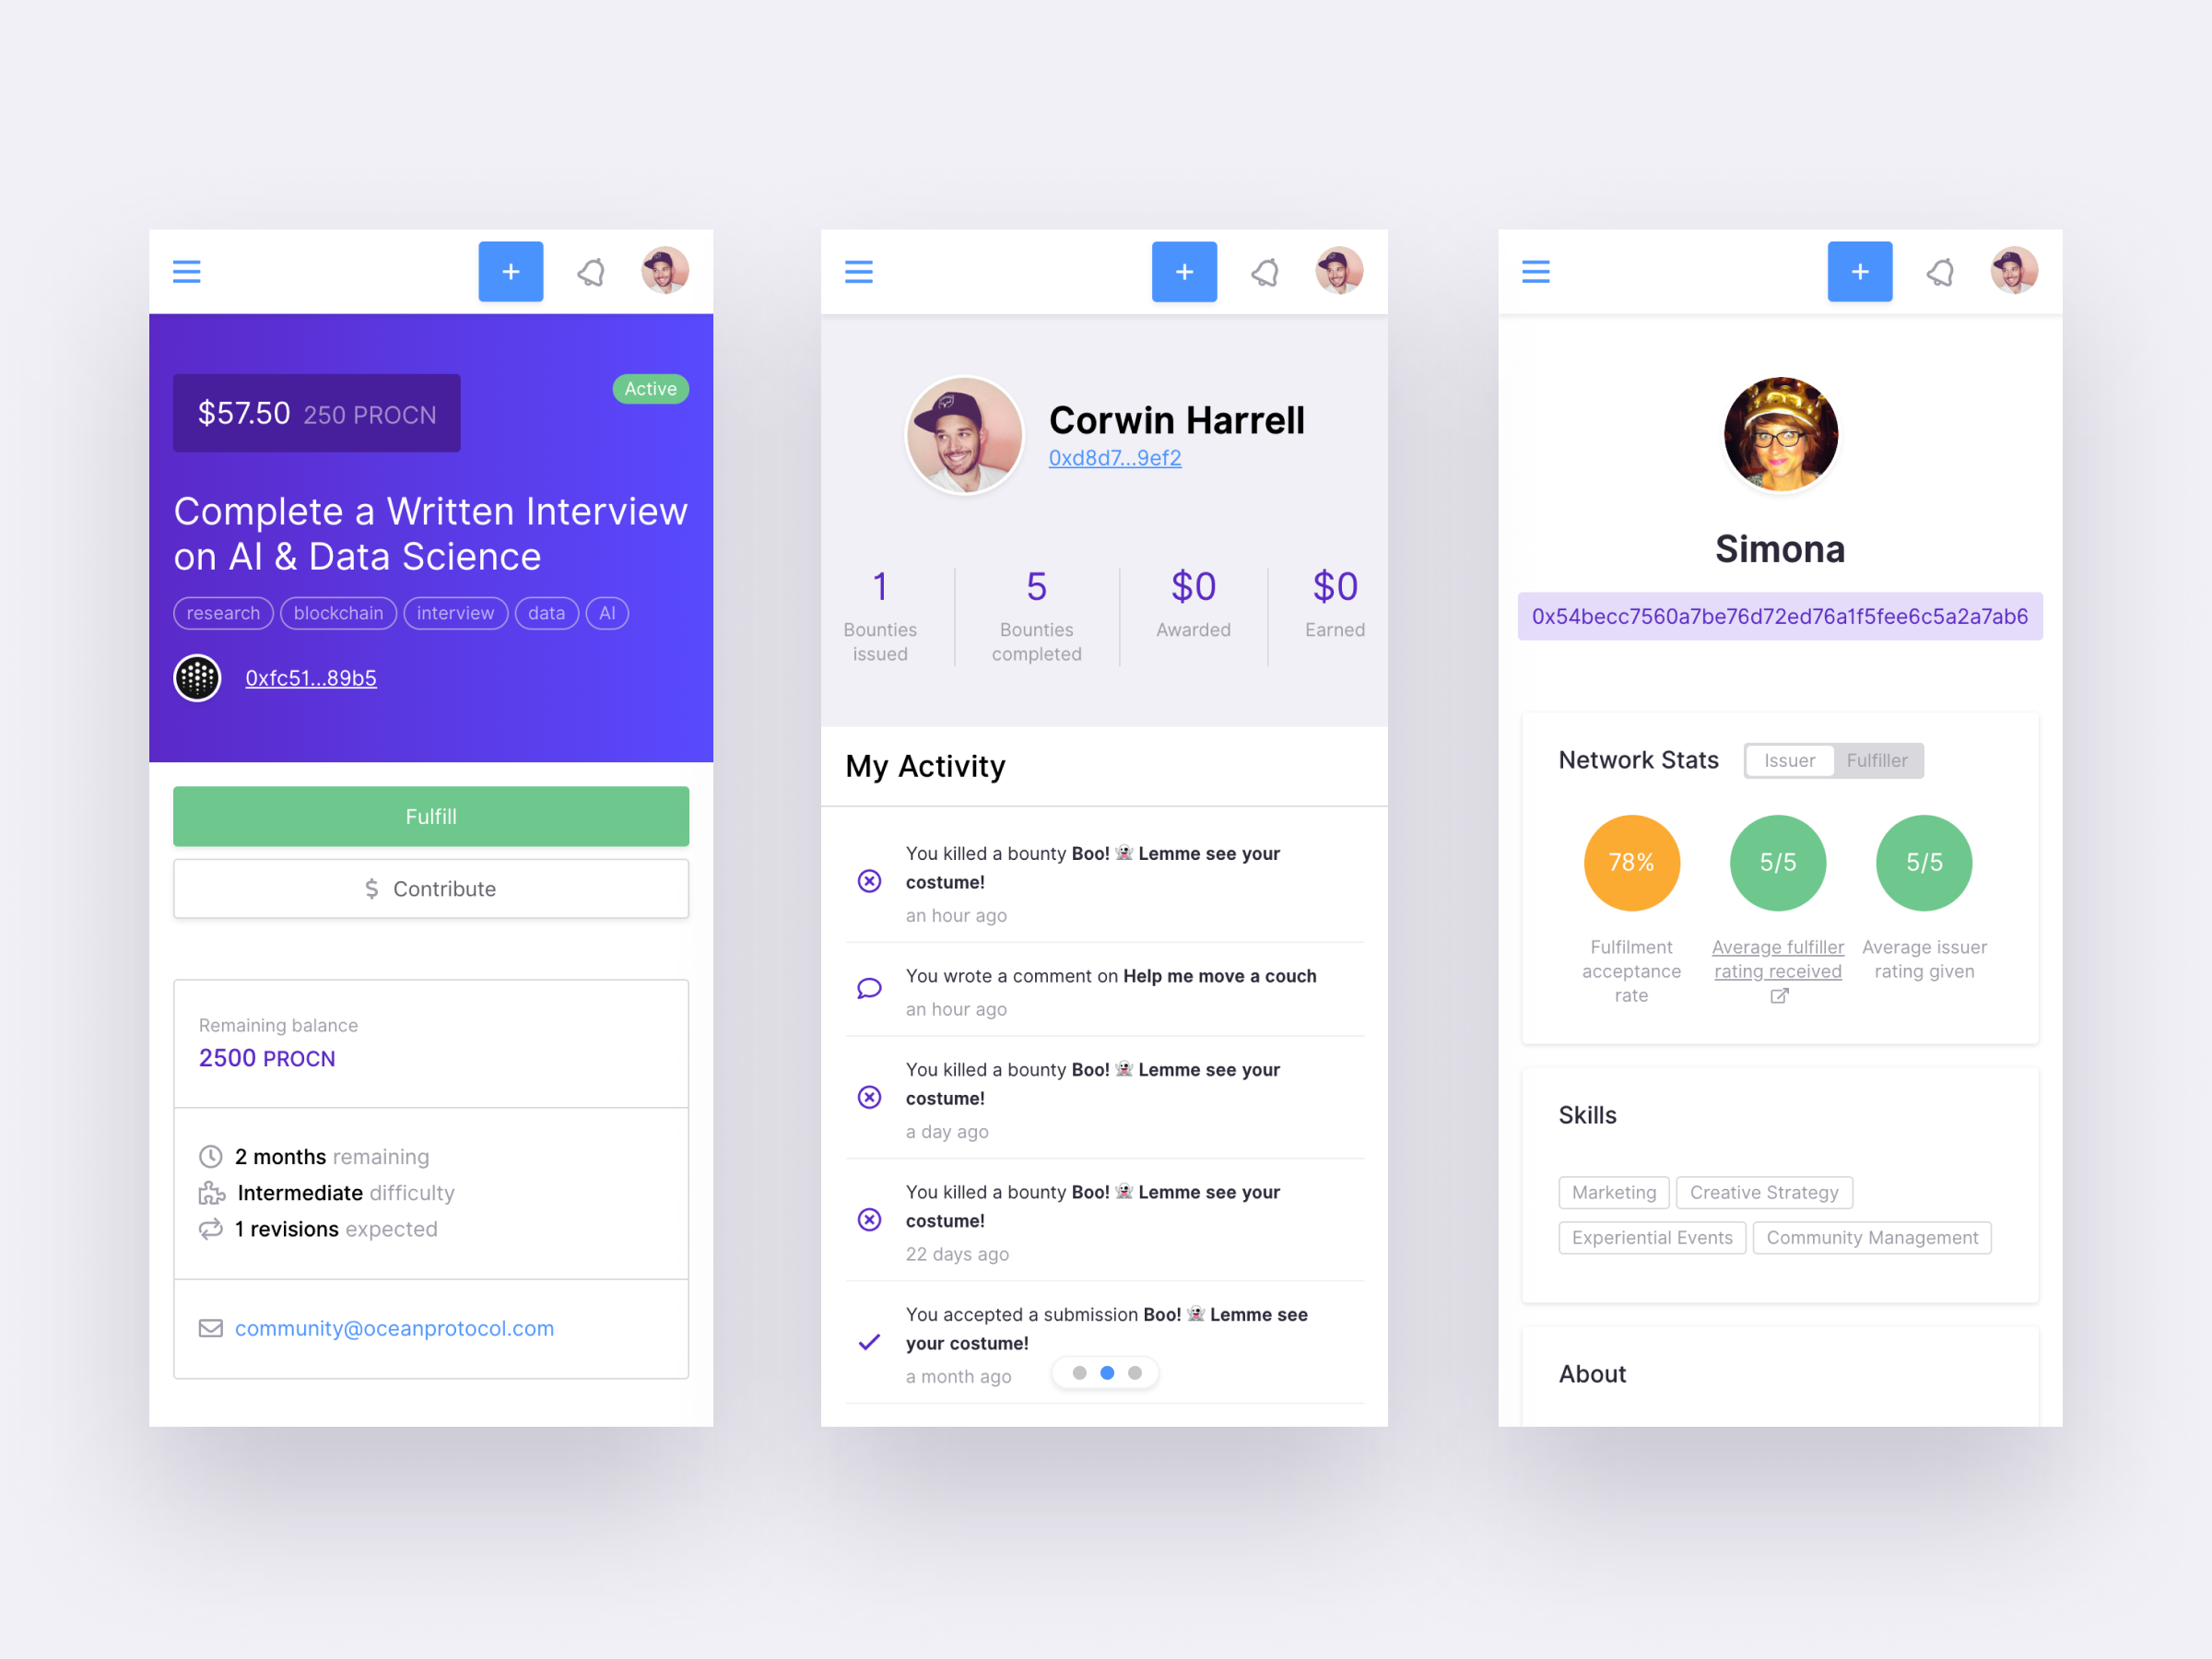 +
$57.50 250 PROCN
Active
Complete a Written Interview
on AI & Data Science
research
blockchain
interview
data
AI
0xfc51...89b5
Fulfill
$ Contribute
Remaining balance
2500 PROCN
2 months remaining
Intermediate difficulty
1 revisions expected
community@oceanprotocol.com
+
Corwin Harrell
0xd8d7...9ef2
1
Bounties
issued
5
Bounties
completed
$0
Awarded
$0
Earned
My Activity
You killed a bounty Boo! 👻 Lemme see your
costume!
an hour ago
You wrote a comment on Help me move a couch
an hour ago
You killed a bounty Boo! 👻 Lemme see your
costume!
a day ago
You killed a bounty Boo! 👻 Lemme see your
costume!
22 days ago
You accepted a submission Boo! 👻 Lemme see
your costume!
a month ago
+
Simona
0x54becc7560a7be76d72ed76a1f5fee6c5a2a7ab6
Network Stats
Issuer
Fulfiller
78%
Fulfilment
acceptance
rate
5/5
Average fulfiller
rating received
5/5
Average issuer
rating given
Skills
Marketing
Creative Strategy
Experiential Events
Community Management
About